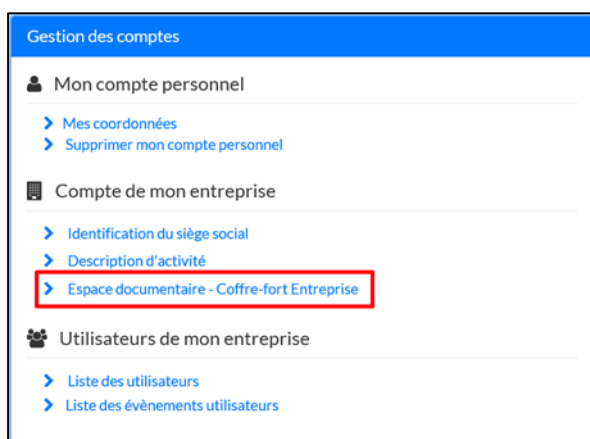 Gestion des comptes
Mon compte personnel
Mes coordonnées
Supprimer mon compte personnel
Compte de mon entreprise
Identification du siège social
Description d'activité
Espace documentaire - Coffre-fort Entreprise
Utilisateurs de mon entreprise
Liste des utilisateurs
Liste des évènements utilisateurs